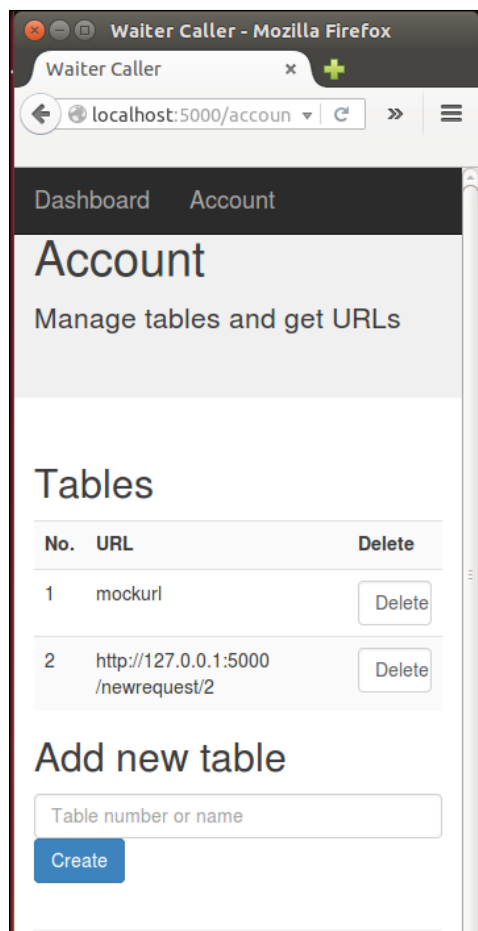 Waiter Caller - Mozilla Firefox
Waiter Caller
localhost:5000/accoun
Dashboard Account
Account
Manage tables and get URLs
Tables
No. URL Delete
1 mockurl Delete
2 http://127.0.0.1:5000 Delete
/newrequest/2
Add new table
Table number or name
Create